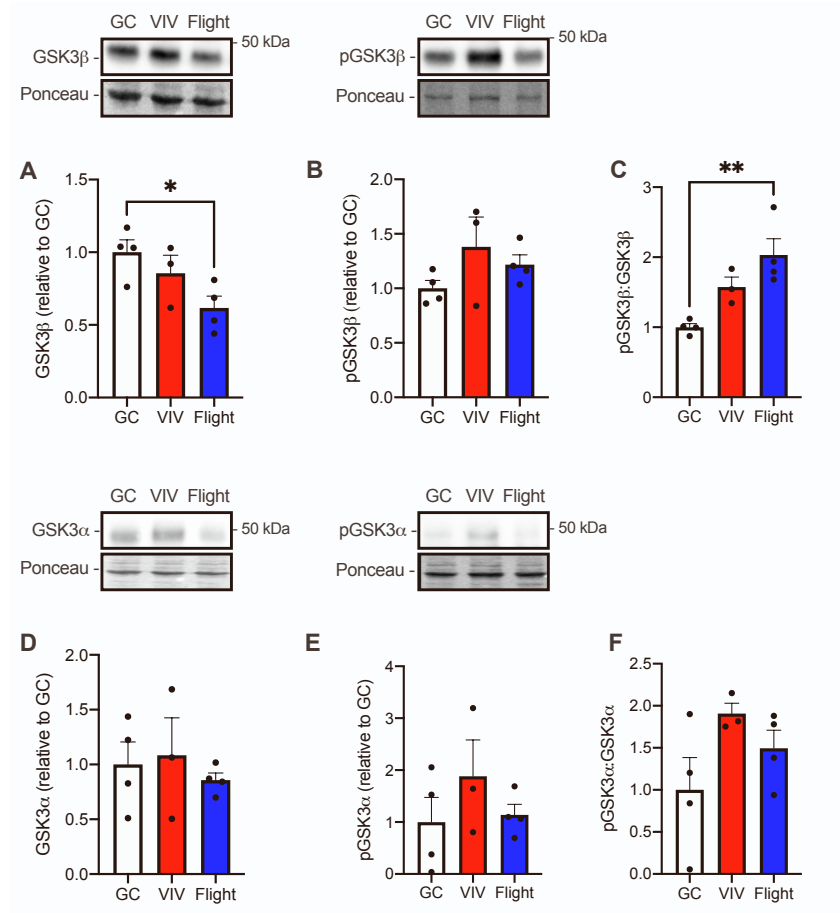 GC VIV Flight
GSK3β -
- 50 kDa
Ponceau -
GC VIV Flight
pGSK3β -
- 50 kDa
Ponceau -
A
*
GSK3β (relative to GC)
1.5
1.0
0.5
0.0
GC VIV Flight
B
pGSK3β (relative to GC)
2.0
1.5
1.0
0.5
0.0
GC VIV Flight
C
**
pGSK3β:GSK3β
3
2
1
0
GC VIV Flight
GC VIV Flight
GSK3α -
- 50 kDa
Ponceau -
GC VIV Flight
pGSK3α -
- 50 kDa
Ponceau -
D
GSK3α (relative to GC)
2.0
1.5
1.0
0.5
0.0
GC VIV Flight
E
pGSK3α (relative to GC)
4
3
2
1
0
GC VIV Flight
F
pGSK3α:GSK3α
2.5
2.0
1.5
1.0
0.5
0.0
GC VIV Flight